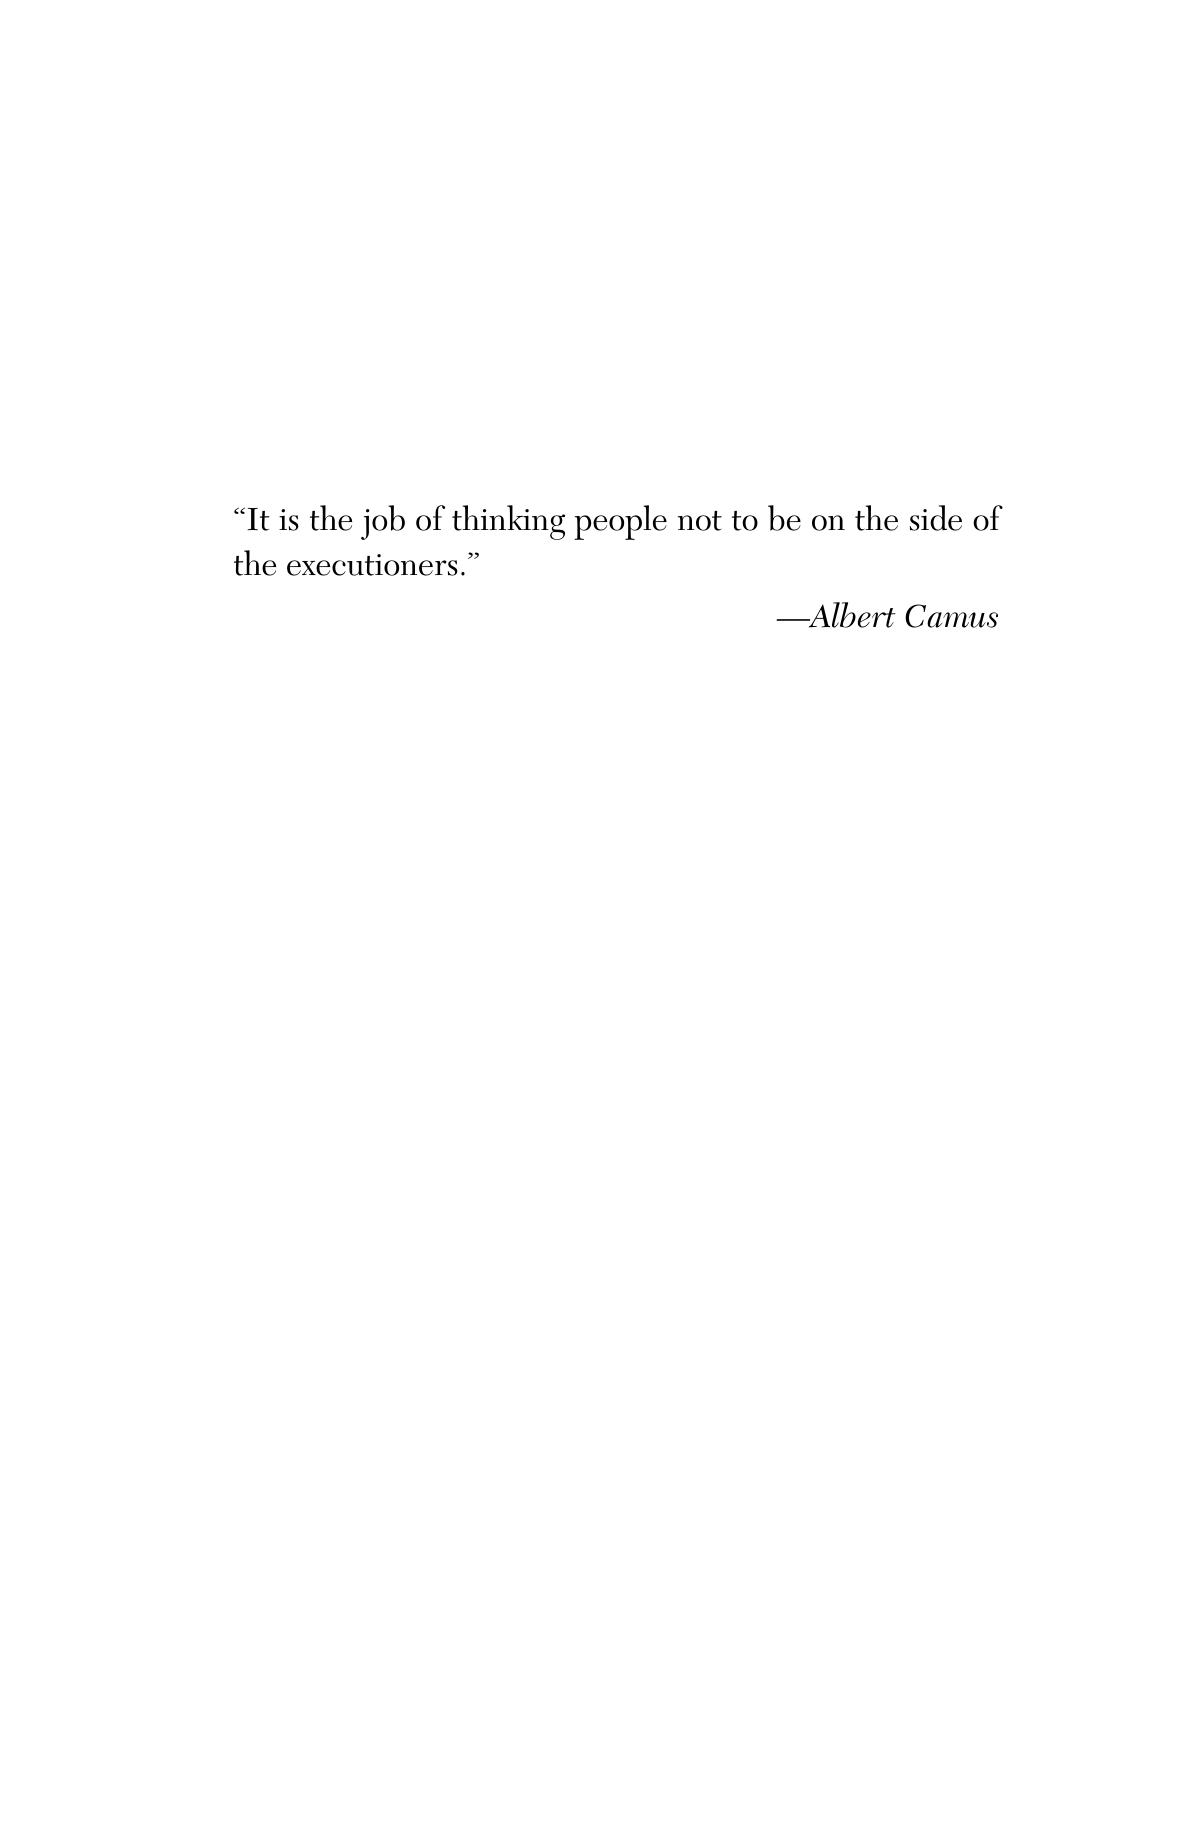 “It is the job of thinking people not to be on the side of
the executioners.”
—Albert Camus